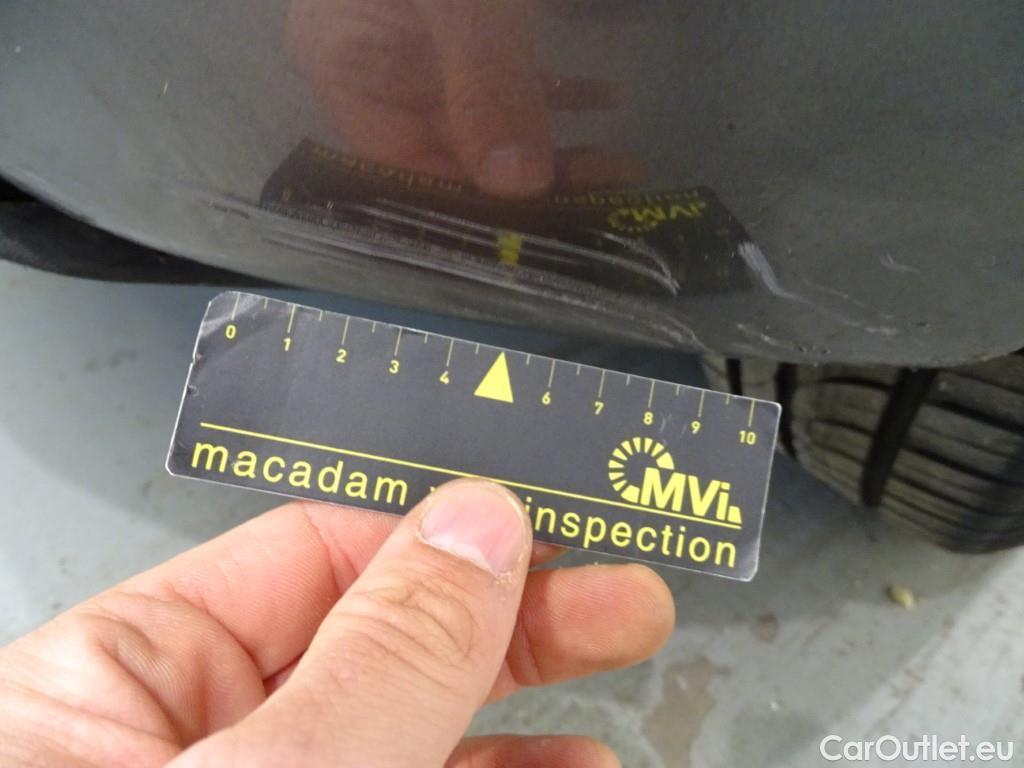 0 1 2 3 4 6 7 8 9 10
MVi
macadam inspection
CarOutlet.eu